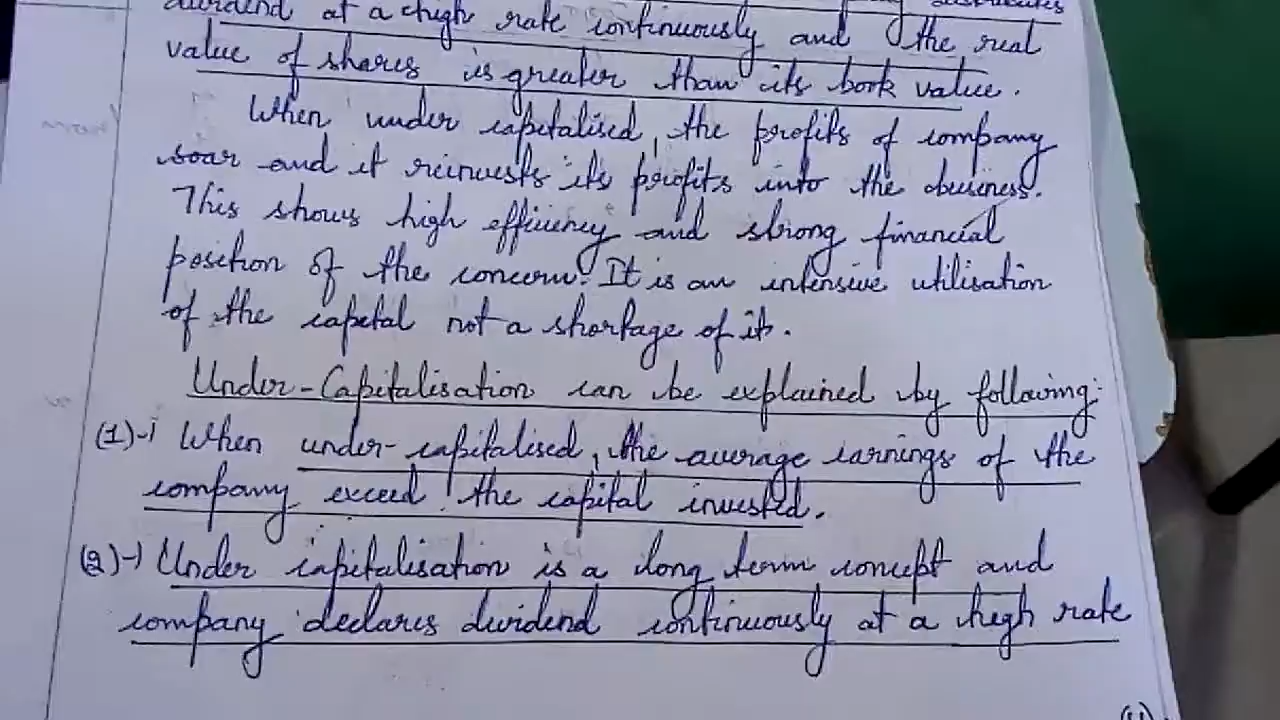 dividend at a high rate continuously and the real
value of shares is greater than its book value.
When under capitalised, the profits of company
soar and it reinvests its profits into the business.
This shows high efficiency and strong financial
position of the concern. It is an intensive utilisation
of the capital not a shortage of it.
Under-Capitalisation can be explained by following:
(1)→ When under-capitalised, the average earnings of the
company exceed the capital invested.
(2)→ Under capitalisation is a long term concept and
company declares dividend continuously at a high rate